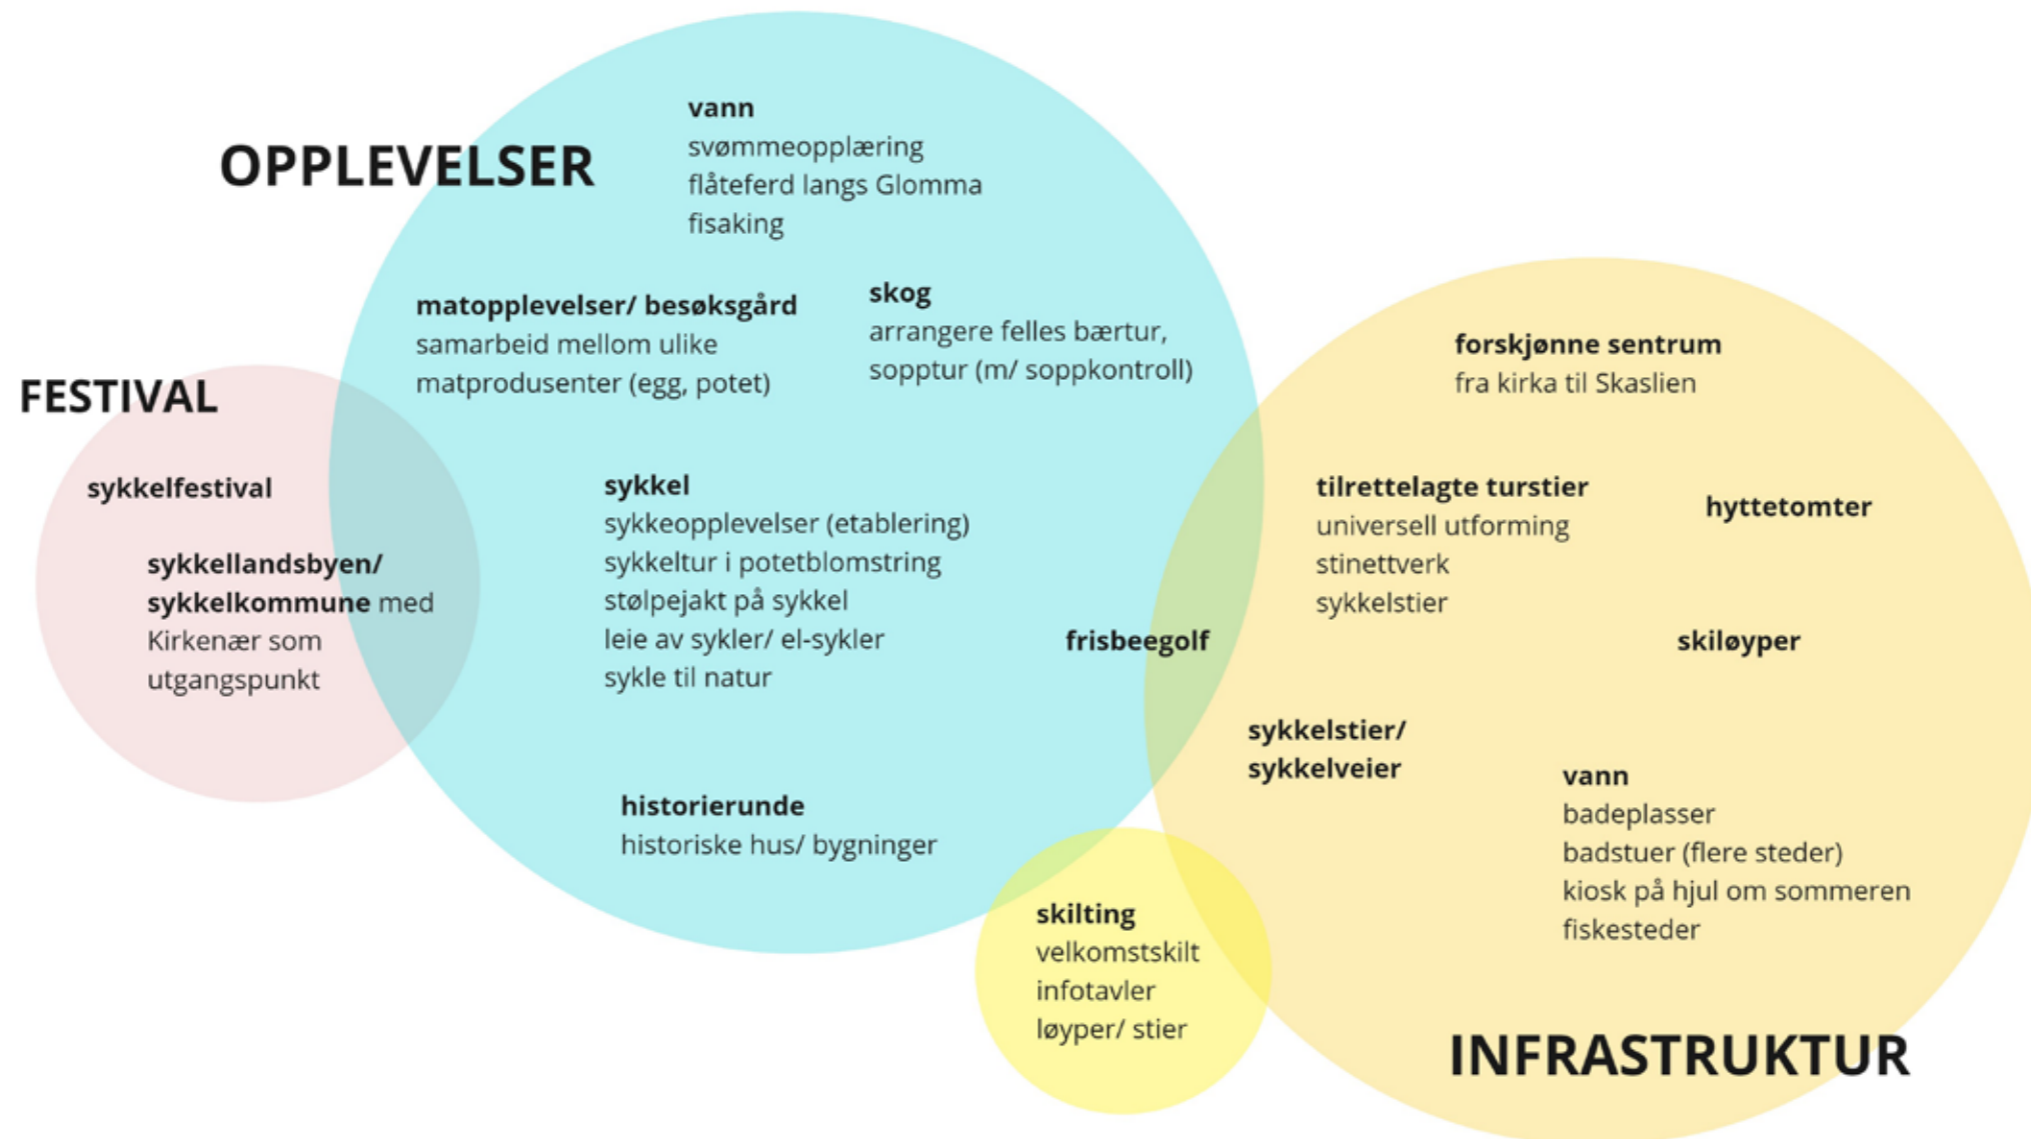 OPPLEVELSER
vann
svømmeopplæring
flåteferd langs Glomma
fisaking
matopplevelser/ besøksgård
samarbeid mellom ulike
matprodusenter (egg, potet)
skog
arrangere felles bærtur,
sopptur (m/ soppkontroll)
sykkel
sykkeopplevelser (etablering)
sykkeltur i potetblomstring
stølpejakt på sykkel
leie av sykler/ el-sykler
sykle til natur
frisbeegolf
historierunde
historiske hus/ bygninger
FESTIVAL
sykkelfestival
sykkellandsbyen/
sykkelkommune med
Kirkenær som
utgangspunkt
skilting
velkomstskilt
infotavler
løyper/ stier
forskjønne sentrum
fra kirka til Skaslien
tilrettelagte turstier
universell utforming
stinettverk
sykkelstier
hyttetomter
skiløyper
sykkelstier/
sykkelveier
vann
badeplasser
badstuer (flere steder)
kiosk på hjul om sommeren
fiskesteder
INFRASTRUKTUR